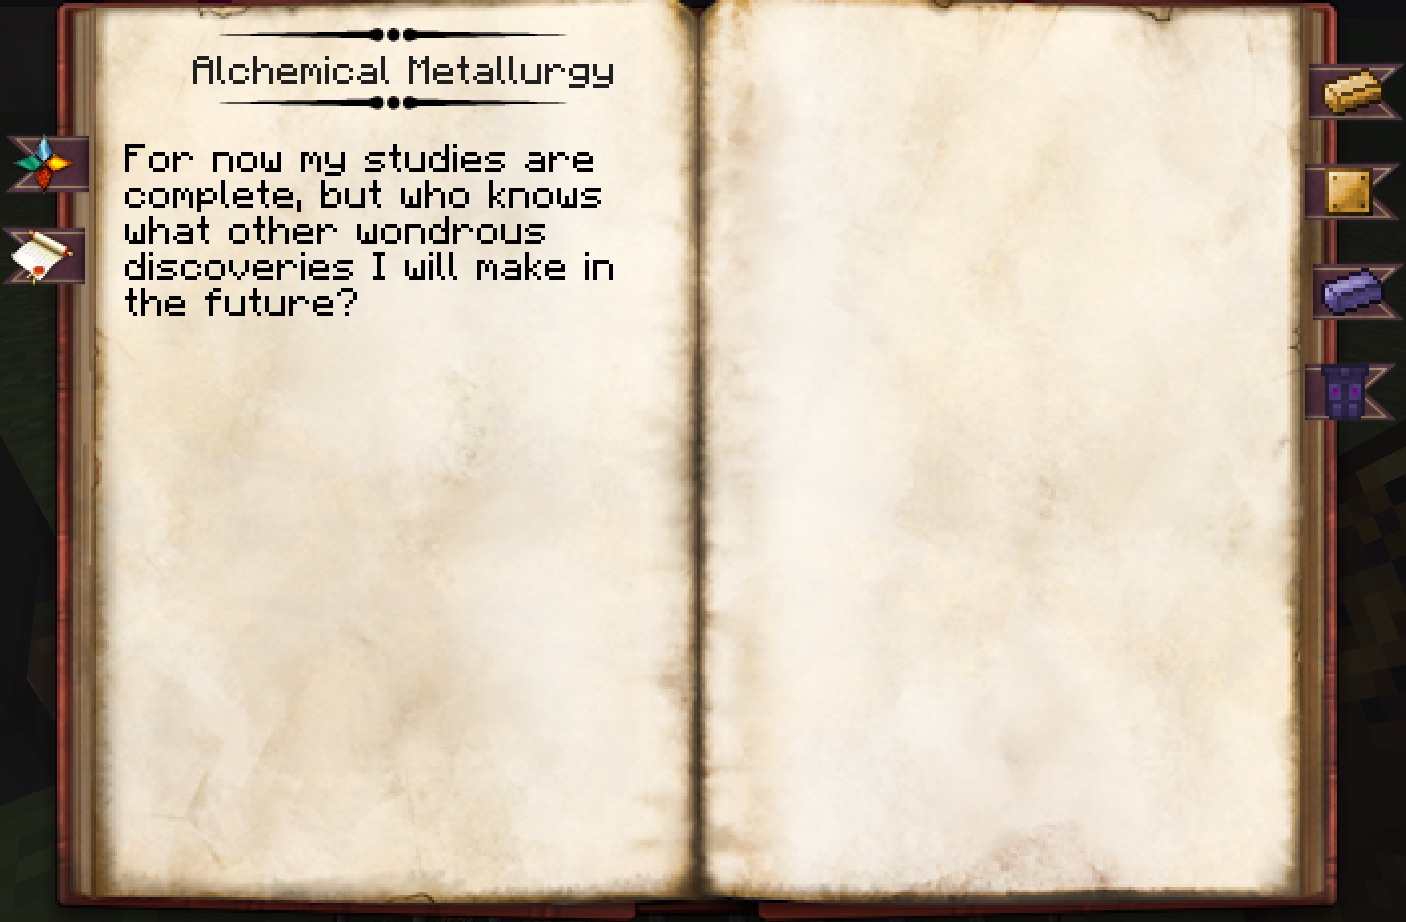 Alchemical Metallurgy
For now my studies are
complete, but who knows
what other wondrous
discoveries I will make in
the future?